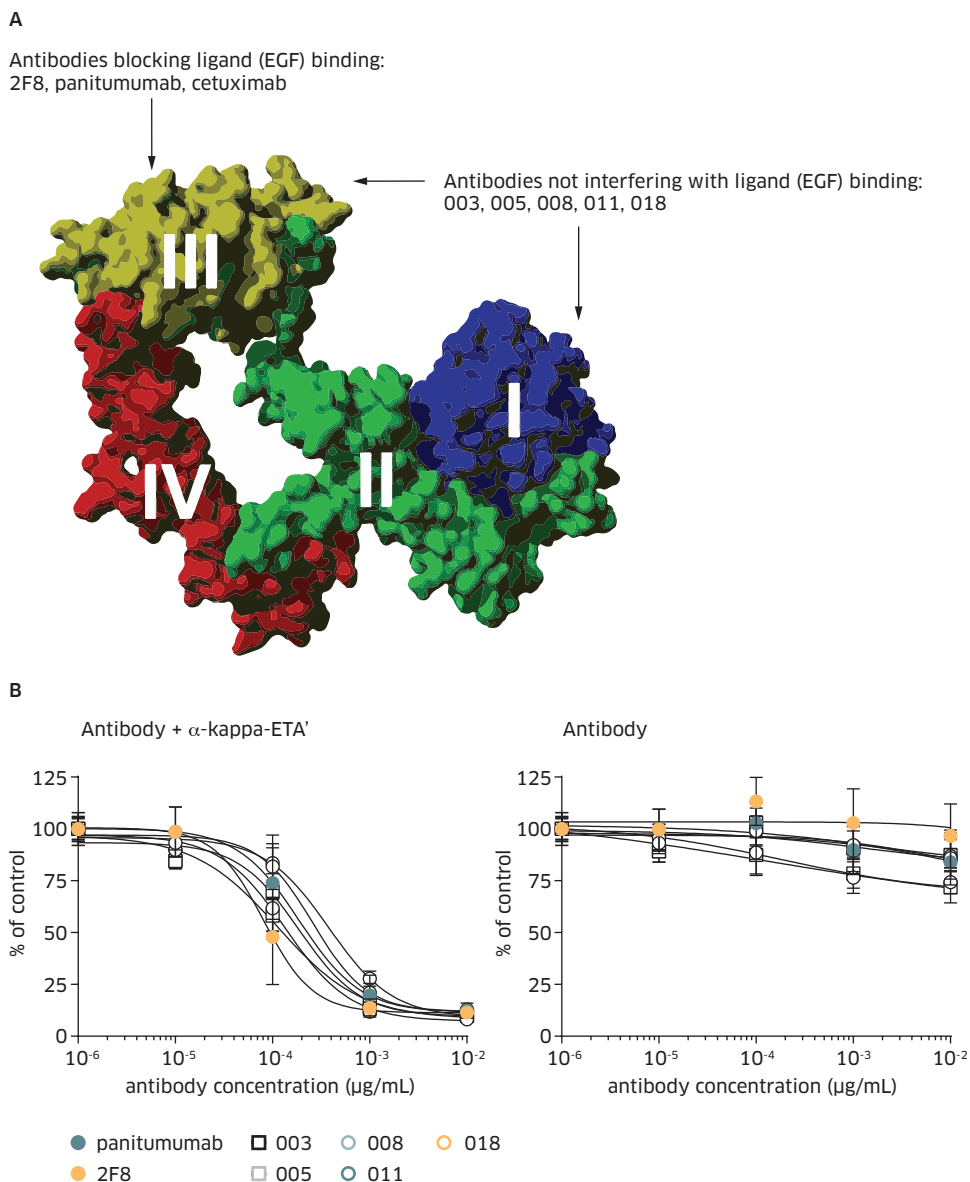 A
Antibodies blocking ligand (EGF) binding:
2F8, panitumumab, cetuximab
Antibodies not interfering with ligand (EGF) binding:
003, 005, 008, 011, 018
III
I
II
IV
B
Antibody + α-kappa-ETA’
Antibody
125
100
75
50
25
0
% of control
10⁻⁶ 10⁻⁵ 10⁻⁴ 10⁻³ 10⁻²
antibody concentration (µg/mL)
125
100
75
50
25
0
% of control
10⁻⁶ 10⁻⁵ 10⁻⁴ 10⁻³ 10⁻²
antibody concentration (µg/mL)
panitumumab 003 008 018
2F8 005 011